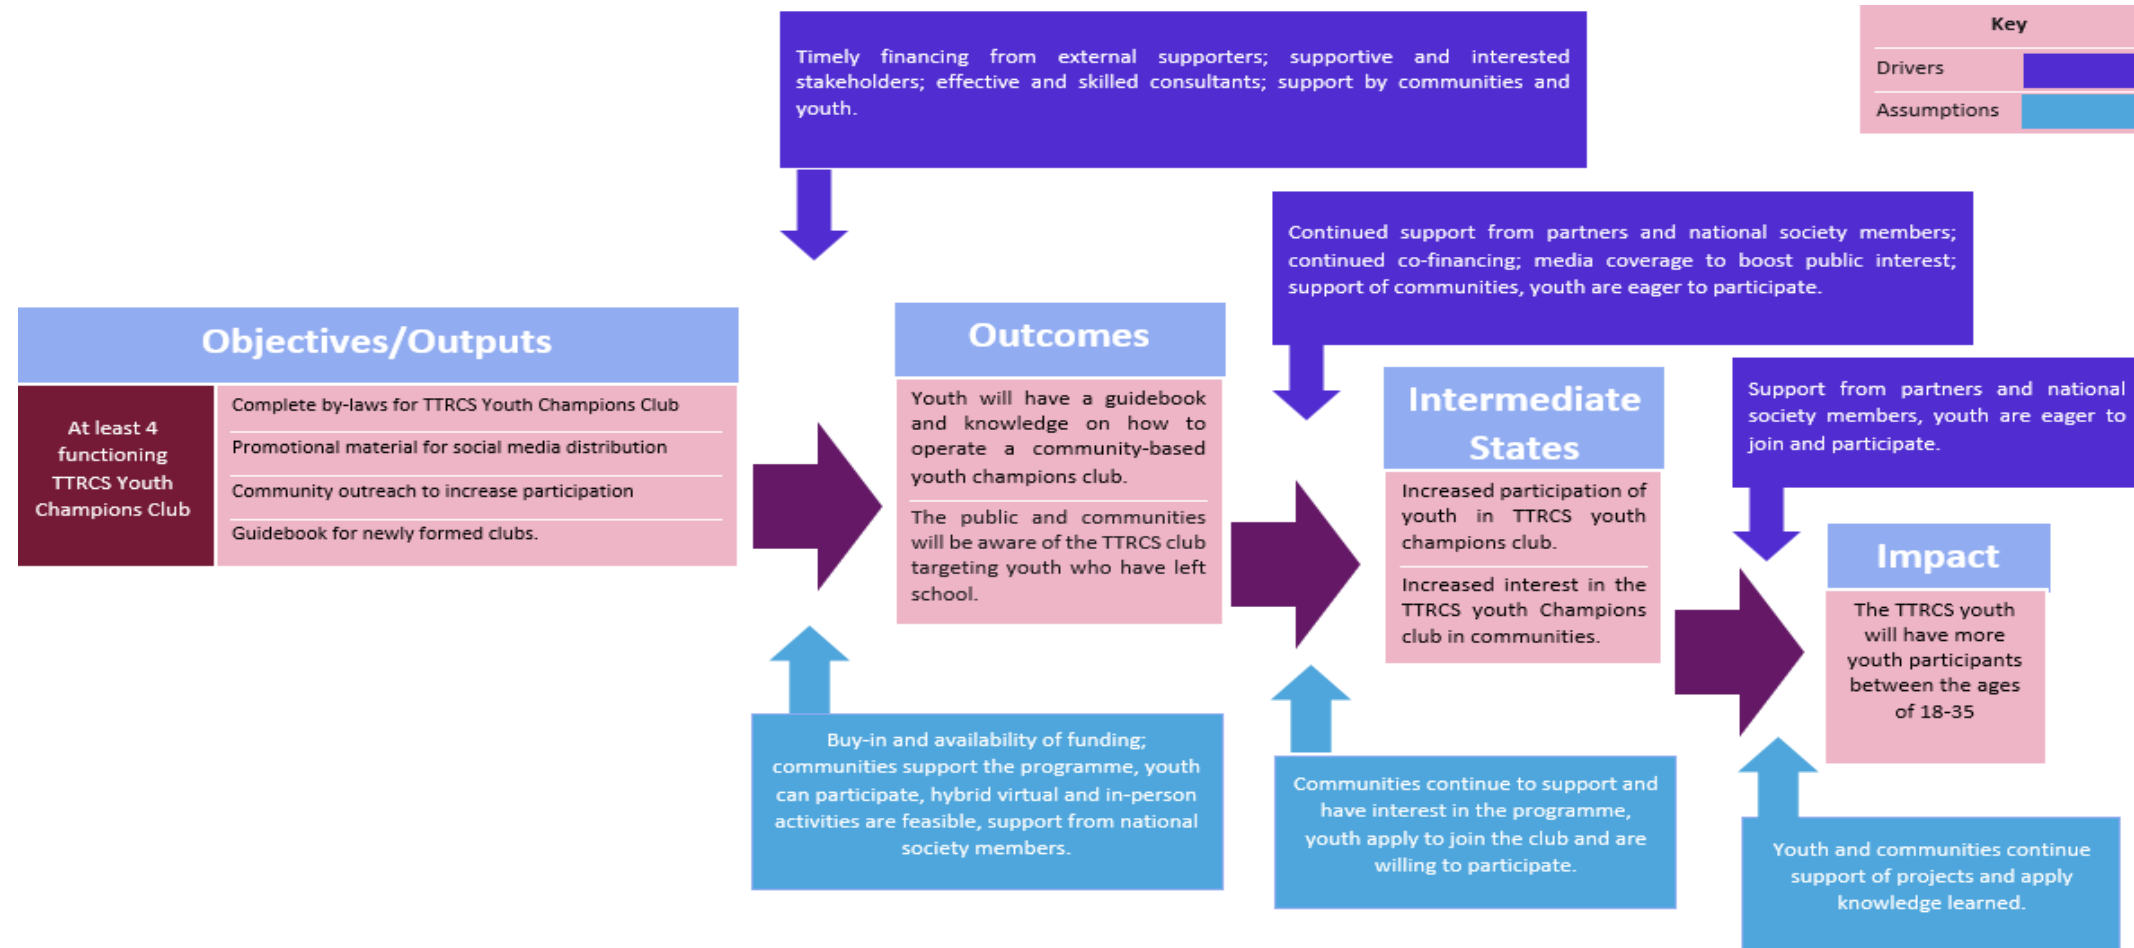 Timely financing from external supporters; supportive and interested
stakeholders; effective and skilled consultants; support by communities and
youth.
Key
Drivers
Assumptions
Continued support from partners and national society members;
continued co-financing; media coverage to boost public interest;
support of communities, youth are eager to participate.
Objectives/Outputs
At least 4
functioning
TTRCS Youth
Champions Club
Complete by-laws for TTRCS Youth Champions Club
Promotional material for social media distribution
Community outreach to increase participation
Guidebook for newly formed clubs.
Outcomes
Youth will have a guidebook
and knowledge on how to
operate a community-based
youth champions club.
The public and communities
will be aware of the TTRCS club
targeting youth who have left
school.
Intermediate
States
Increased participation of
youth in TTRCS youth
champions club.
Increased interest in the
TTRCS youth Champions
club in communities.
Support from partners and national
society members, youth are eager to
join and participate.
Impact
The TTRCS youth
will have more
youth participants
between the ages
of 18-35
Buy-in and availability of funding;
communities support the programme, youth
can participate, hybrid virtual and in-person
activities are feasible, support from national
society members.
Communities continue to support and
have interest in the programme,
youth apply to join the club and are
willing to participate.
Youth and communities continue
support of projects and apply
knowledge learned.